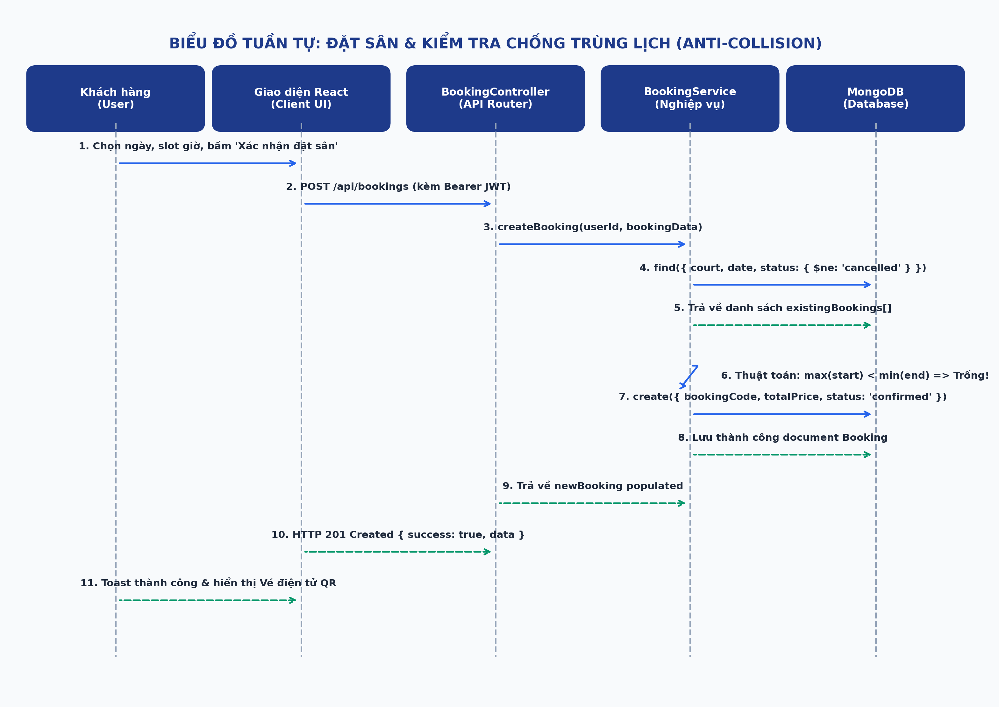 BIỂU ĐỒ TUẦN TỰ: ĐẶT SÂN & KIỂM TRA CHỐNG TRÙNG LỊCH (ANTI-COLLISION)
Khách hàng
(User)
Giao diện React
(Client UI)
BookingController
(API Router)
BookingService
(Nghiệp vụ)
MongoDB
(Database)
1. Chọn ngày, slot giờ, bấm 'Xác nhận đặt sân'
2. POST /api/bookings (kèm Bearer JWT)
3. createBooking(userId, bookingData)
4. find({ court, date, status: { $ne: 'cancelled' } })
5. Trả về danh sách existingBookings[]
6. Thuật toán: max(start) < min(end) => Trống!
7. create({ bookingCode, totalPrice, status: 'confirmed' })
8. Lưu thành công document Booking
9. Trả về newBooking populated
10. HTTP 201 Created { success: true, data }
11. Toast thành công & hiển thị Vé điện tử QR